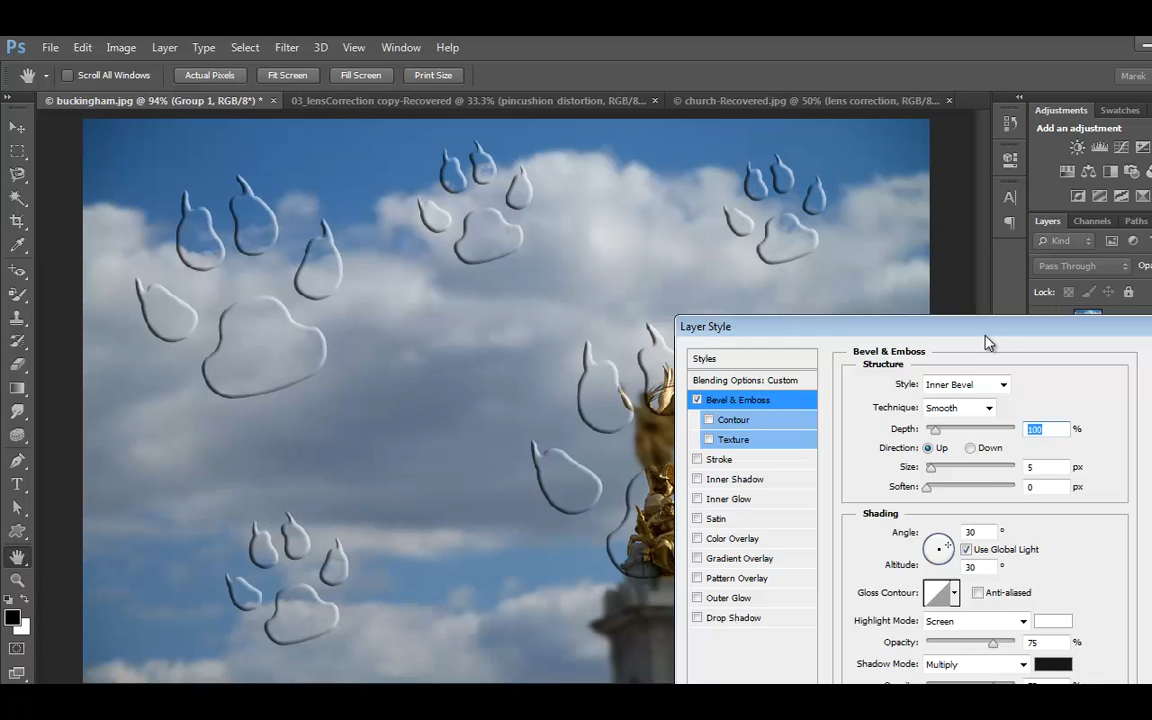 Ps File Edit Image Layer Type Select Filter 3D View Window Help
Scroll All Windows Actual Pixels Fit Screen Fill Screen Print Size Marek
buckingham.jpg @ 94% (Group 1, RGB/8*) * × 03_lensCorrection copy-Recovered @ 33.3% (pincushion distortion, RGB/8... × © church-Recovered.jpg @ 50% (lens correction, RGB/8*) ... ×
Adjustments Swatches
Add an adjustment
Layers Channels Paths
Kind
Pass Through Opa
Lock:
Layer Style
Styles
Blending Options: Custom
Bevel & Emboss
Contour
Texture
Stroke
Inner Shadow
Inner Glow
Satin
Color Overlay
Gradient Overlay
Pattern Overlay
Outer Glow
Drop Shadow
Bevel & Emboss
Structure
Style: Inner Bevel
Technique: Smooth
Depth: 100 %
Direction: Up Down
Size: 5 px
Soften: 0 px
Shading
Angle: 30 °
Use Global Light
Altitude: 30 °
Gloss Contour: Anti-aliased
Highlight Mode: Screen
Opacity: 75 %
Shadow Mode: Multiply